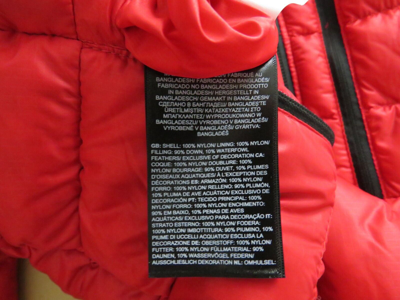 BANGLADESH/ FABRIQUÉ AU
BANGLADESH/ FABRICADO EN BANGLADESH/
FABRICADO NO BANGLADESH/ FABBRICATO IN
BANGLADESH/ HERGESTELLT IN
BANGLADESCH/ GEMAAKT IN BANGLADESH/
СДЕЛАНО В БАНГЛАДЕШ/ BANGLADEŞ'TE
ÜRETİLMİŞTİR/ ΚΑΤΑΣΚΕΥΑΖΕΤΑΙ ΣΤΟ
ΜΠΑΓΚΛΑΝΤΕΣ/ WYPRODUKOWANO W
BANGLADESZU/ VYROBENO V BANGLADÉŠI/
VYROBENÉ V BANGLADÉŠI/ GYÁRTVA:
BANGLADES
GB: SHELL: 100% NYLON/ LINING: 100% NYLON/
FILLING: 90% DOWN, 10% WATERFOWL
FEATHERS/ EXCLUSIVE OF DECORATION CA:
COQUE: 100% NYLON/ DOUBLURE: 100%
NYLON/ BOURRAGE: 90% DUVET, 10% PLUMES
D'OISEAUX AQUATIQUES/ À L'EXCEPTION DES
DÉCORATIONS ES: ARMAZÓN: 100%
NYLON/ FORRO: 100% NYLON/ RELLENO: 90% PLUMÓN,
10% PLUMA DE AVE ACUÁTICA/ EXCLUSIVO DE
DECORACIÓN PT: TECIDO PRINCIPAL: 100%
NYLON/ FORRO: 100% NYLON/ ENCHIMENTO:
90% EM BAIXO, 10% PENAS DE AVES
AQUÁTICAS/ EXCLUSIVO PARA DECORAÇÃO IT:
STRATO ESTERNO: 100% NYLON/ FODERA:
100% NYLON/ IMBOTTITURA: 90% PIUMINO, 10%
PIUME DI UCCELLI ACQUATICI/ ESCLUSA LA
DECORAZIONE DE: OBERSTOFF: 100% NYLON/
FUTTER: 100% NYLON/ FÜLLMATERIAL: 90%
DAUNEN, 10% WASSERVÖGEL FEDERN/
AUSSCHLIESLICH DEKORATION NL: OMHULSEL: